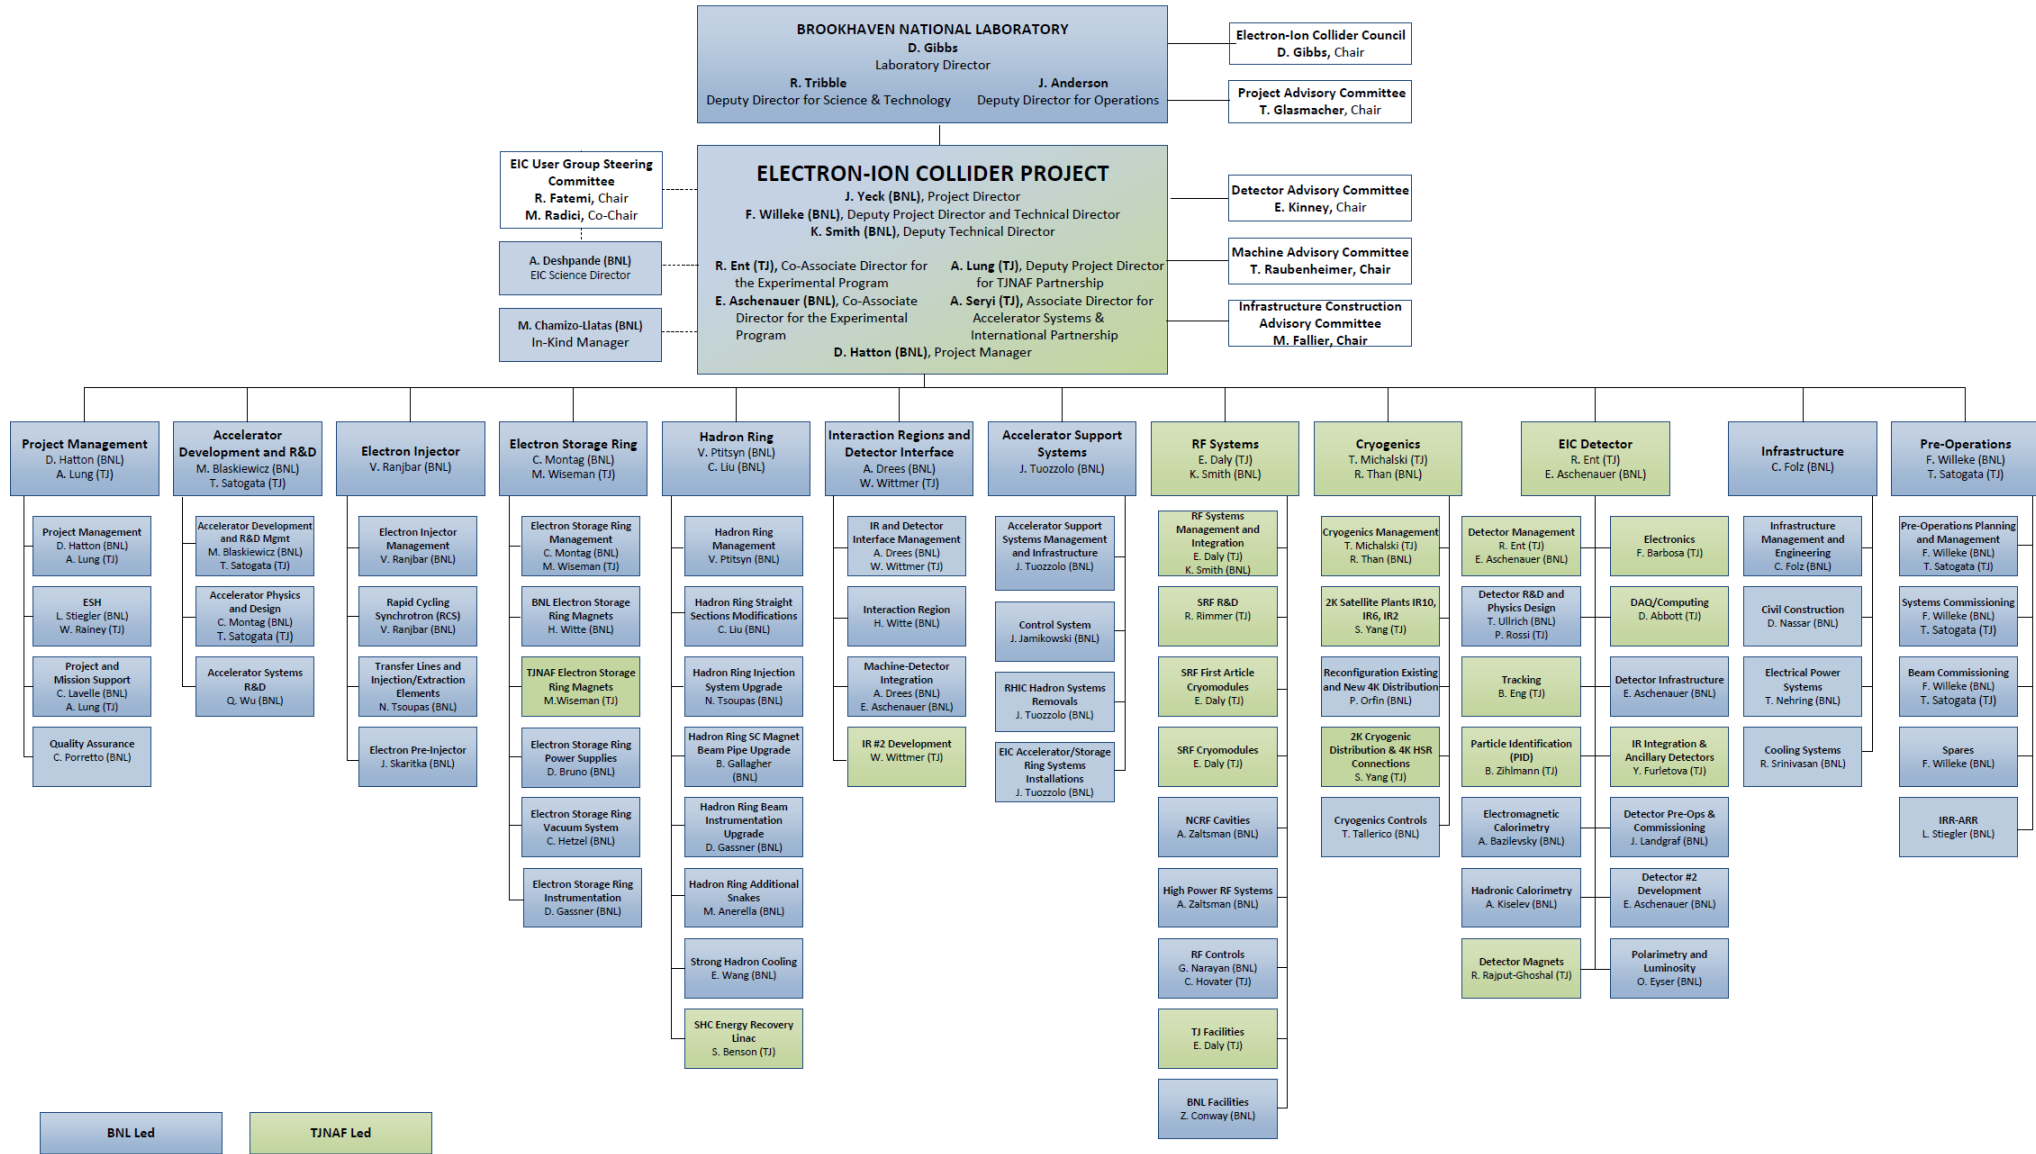 BROOKHAVEN NATIONAL LABORATORY
D. Gibbs
Laboratory Director
R. Tribble
Deputy Director for Science & Technology
J. Anderson
Deputy Director for Operations
Electron-Ion Collider Council
D. Gibbs, Chair
Project Advisory Committee
T. Glasmacher, Chair
EIC User Group Steering
Committee
R. Fatemi, Chair
M. Radici, Co-Chair
A. Deshpande (BNL)
EIC Science Director
M. Chamizo-Llatas (BNL)
In-Kind Manager
ELECTRON-ION COLLIDER PROJECT
J. Yeck (BNL), Project Director
F. Willeke (BNL), Deputy Project Director and Technical Director
K. Smith (BNL), Deputy Technical Director
R. Ent (TJ), Co-Associate Director for
the Experimental Program
E. Aschenauer (BNL), Co-Associate
Director for the Experimental
Program
A. Lung (TJ), Deputy Project Director
for TJNAF Partnership
A. Seryi (TJ), Associate Director for
Accelerator Systems &
International Partnership
D. Hatton (BNL), Project Manager
Detector Advisory Committee
E. Kinney, Chair
Machine Advisory Committee
T. Raubenheimer, Chair
Infrastructure Construction
Advisory Committee
M. Fallier, Chair
Project Management
D. Hatton (BNL)
A. Lung (TJ)
Project Management
D. Hatton (BNL)
A. Lung (TJ)
ESH
L. Stiegler (BNL)
W. Rainey (TJ)
Project and
Mission Support
C. Lavelle (BNL)
A. Lung (TJ)
Quality Assurance
C. Porretto (BNL)
Accelerator
Development and R&D
M. Blaskiewicz (BNL)
T. Satogata (TJ)
Accelerator Development
and R&D Mgmt
M. Blaskiewicz (BNL)
T. Satogata (TJ)
Accelerator Physics
and Design
C. Montag (BNL)
T. Satogata (TJ)
Accelerator Systems
R&D
Q. Wu (BNL)
Electron Injector
V. Ranjbar (BNL)
Electron Injector
Management
V. Ranjbar (BNL)
Rapid Cycling
Synchrotron (RCS)
V. Ranjbar (BNL)
Transfer Lines and
Injection/Extraction
Elements
N. Tsoupas (BNL)
Electron Pre-Injector
J. Skaritka (BNL)
Electron Storage Ring
C. Montag (BNL)
M. Wiseman (TJ)
Electron Storage Ring
Management
C. Montag (BNL)
M. Wiseman (TJ)
BNL Electron Storage
Ring Magnets
H. Witte (BNL)
TJNAF Electron Storage
Ring Magnets
M.Wiseman (TJ)
Electron Storage Ring
Power Supplies
D. Bruno (BNL)
Electron Storage Ring
Vacuum System
C. Hetzel (BNL)
Electron Storage Ring
Instrumentation
D. Gassner (BNL)
Hadron Ring
V. Ptitsyn (BNL)
C. Liu (BNL)
Hadron Ring
Management
V. Ptitsyn (BNL)
Hadron Ring Straight
Sections Modifications
C. Liu (BNL)
Hadron Ring Injection
System Upgrade
N. Tsoupas (BNL)
Hadron Ring SC Magnet
Beam Pipe Upgrade
B. Gallagher
(BNL)
Hadron Ring Beam
Instrumentation
Upgrade
D. Gassner (BNL)
Hadron Ring Additional
Snakes
M. Anerella (BNL)
Strong Hadron Cooling
E. Wang (BNL)
SHC Energy Recovery
Linac
S. Benson (TJ)
Interaction Regions and
Detector Interface
A. Drees (BNL)
W. Wittmer (TJ)
IR and Detector
Interface Management
A. Drees (BNL)
W. Wittmer (TJ)
Interaction Region
H. Witte (BNL)
Machine-Detector
Integration
A. Drees (BNL)
E. Aschenauer (BNL)
IR #2 Development
W. Wittmer (TJ)
Accelerator Support
Systems
J. Tuozzolo (BNL)
Accelerator Support
Systems Management
and Infrastructure
J. Tuozzolo (BNL)
Control System
J. Jamikowski (BNL)
RHIC Hadron Systems
Removals
J. Tuozzolo (BNL)
EIC Accelerator/Storage
Ring Systems
Installations
J. Tuozzolo (BNL)
RF Systems
E. Daly (TJ)
K. Smith (BNL)
RF Systems
Management and
Integration
E. Daly (TJ)
K. Smith (BNL)
SRF R&D
R. Rimmer (TJ)
SRF First Article
Cryomodules
E. Daly (TJ)
SRF Cryomodules
E. Daly (TJ)
NCRF Cavities
A. Zaltsman (BNL)
High Power RF Systems
A. Zaltsman (BNL)
RF Controls
G. Narayan (BNL)
C. Hovater (TJ)
TJ Facilities
E. Daly (TJ)
BNL Facilities
Z. Conway (BNL)
Cryogenics
T. Michalski (TJ)
R. Than (BNL)
Cryogenics Management
T. Michalski (TJ)
R. Than (BNL)
2K Satellite Plants IR10,
IR6, IR2
S. Yang (TJ)
Reconfiguration Existing
and New 4K Distribution
P. Orfin (BNL)
2K Cryogenic
Distribution & 4K HSR
Connections
S. Yang (TJ)
Cryogenics Controls
T. Tallerico (BNL)
EIC Detector
R. Ent (TJ)
E. Aschenauer (BNL)
Detector Management
R. Ent (TJ)
E. Aschenauer (BNL)
Detector R&D and
Physics Design
T. Ullrich (BNL)
P. Rossi (TJ)
Tracking
B. Eng (TJ)
Particle Identification
(PID)
B. Zihlmann (TJ)
Electromagnetic
Calorimetry
A. Bazilevsky (BNL)
Hadronic Calorimetry
A. Kiselev (BNL)
Detector Magnets
R. Rajput-Ghoshal (TJ)
Electronics
F. Barbosa (TJ)
DAQ/Computing
D. Abbott (TJ)
Detector Infrastructure
E. Aschenauer (BNL)
IR Integration &
Ancillary Detectors
Y. Furletova (TJ)
Detector Pre-Ops &
Commissioning
J. Landgraf (BNL)
Detector #2
Development
E. Aschenauer (BNL)
Polarimetry and
Luminosity
O. Eyser (BNL)
Infrastructure
C. Folz (BNL)
Infrastructure
Management and
Engineering
C. Folz (BNL)
Civil Construction
D. Nassar (BNL)
Electrical Power
Systems
T. Nehring (BNL)
Cooling Systems
R. Srinivasan (BNL)
Pre-Operations
F. Willeke (BNL)
T. Satogata (TJ)
Pre-Operations Planning
and Management
F. Willeke (BNL)
T. Satogata (TJ)
Systems Commissioning
F. Willeke (BNL)
T. Satogata (TJ)
Beam Commissioning
F. Willeke (BNL)
T. Satogata (TJ)
Spares
F. Willeke (BNL)
IRR-ARR
L. Stiegler (BNL)
BNL Led
TJNAF Led